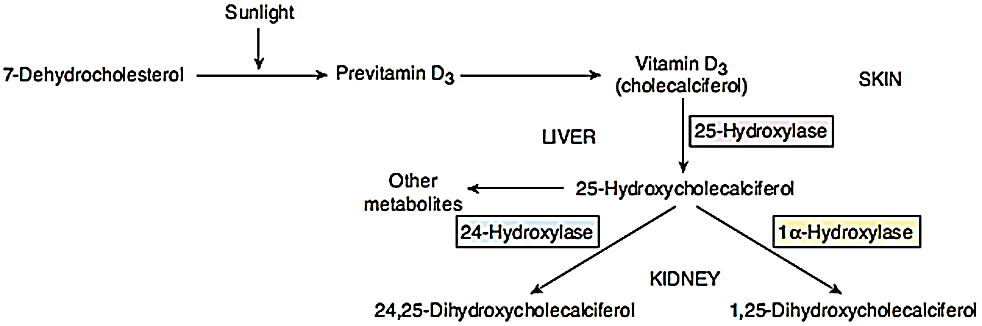 Sunlight
7-Dehydrocholesterol
Previtamin D3
Vitamin D3
(cholecalciferol)
SKIN
25-Hydroxylase
LIVER
Other
metabolites
25-Hydroxycholecalciferol
24-Hydroxylase
1α-Hydroxylase
KIDNEY
24,25-Dihydroxycholecalciferol
1,25-Dihydroxycholecalciferol